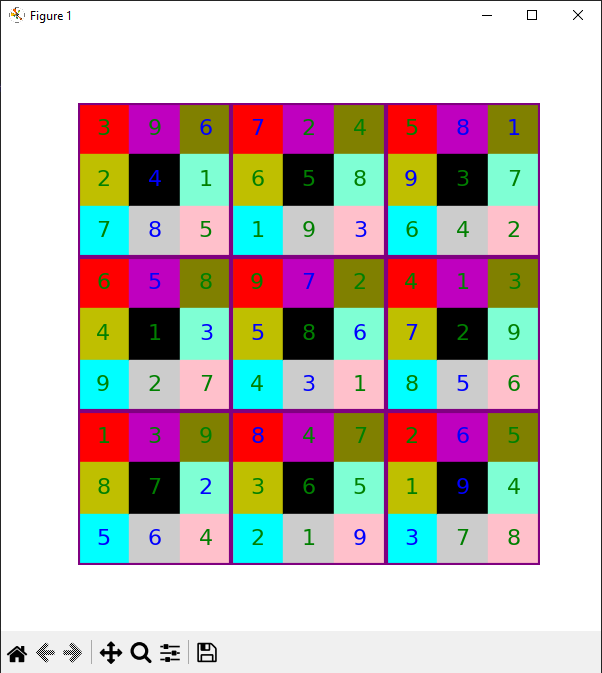 Figure 1
3 9 6 7 2 4 5 8 1
2 4 1 6 5 8 9 3 7
7 8 5 1 9 3 6 4 2
6 5 8 9 7 2 4 1 3
4 1 3 5 8 6 7 2 9
9 2 7 4 3 1 8 5 6
1 3 9 8 4 7 2 6 5
8 7 2 3 6 5 1 9 4
5 6 4 2 1 9 3 7 8